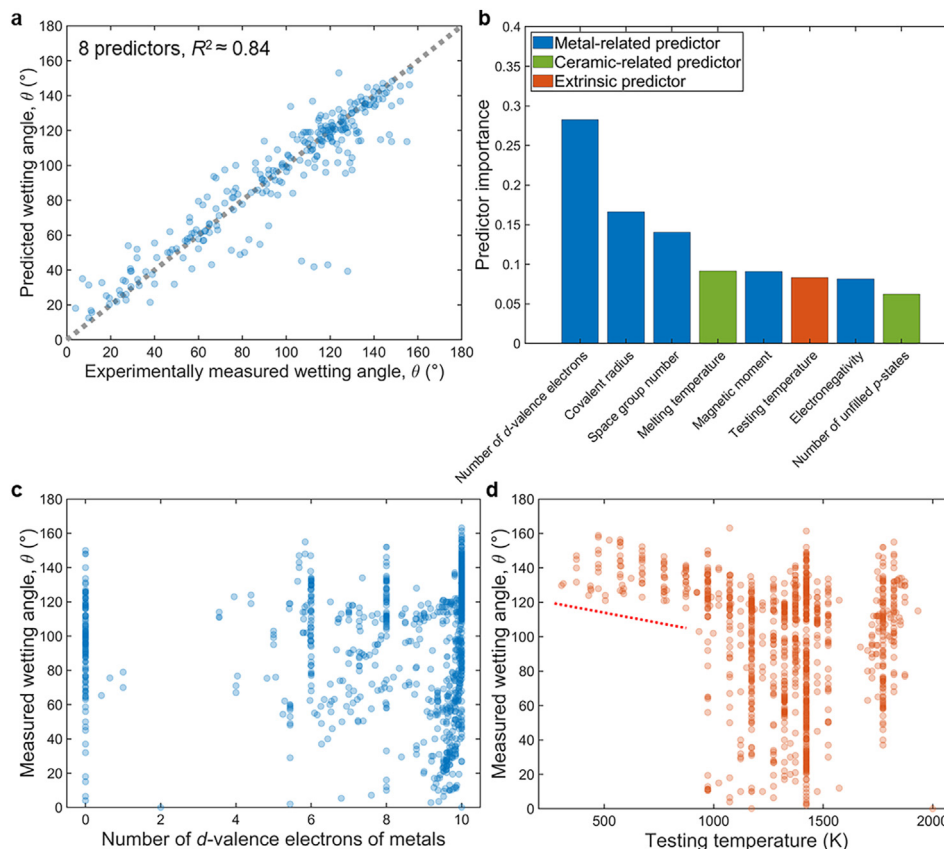 a
8 predictors, R² ≈ 0.84
Predicted wetting angle, θ (°)
180
160
140
120
100
80
60
40
20
0
0 20 40 60 80 100 120 140 160 180
Experimentally measured wetting angle, θ (°)
b
Metal-related predictor
Ceramic-related predictor
Extrinsic predictor
Predictor importance
0.4
0.35
0.3
0.25
0.2
0.15
0.1
0.05
0
Number of d-valence electrons
Covalent radius
Space group number
Melting temperature
Magnetic moment
Testing temperature
Electronegativity
Number of unfilled p-states
c
Measured wetting angle, θ (°)
180
160
140
120
100
80
60
40
20
0
0 2 4 6 8 10
Number of d-valence electrons of metals
d
Measured wetting angle, θ (°)
180
160
140
120
100
80
60
40
20
0
500 1000 1500 2000
Testing temperature (K)